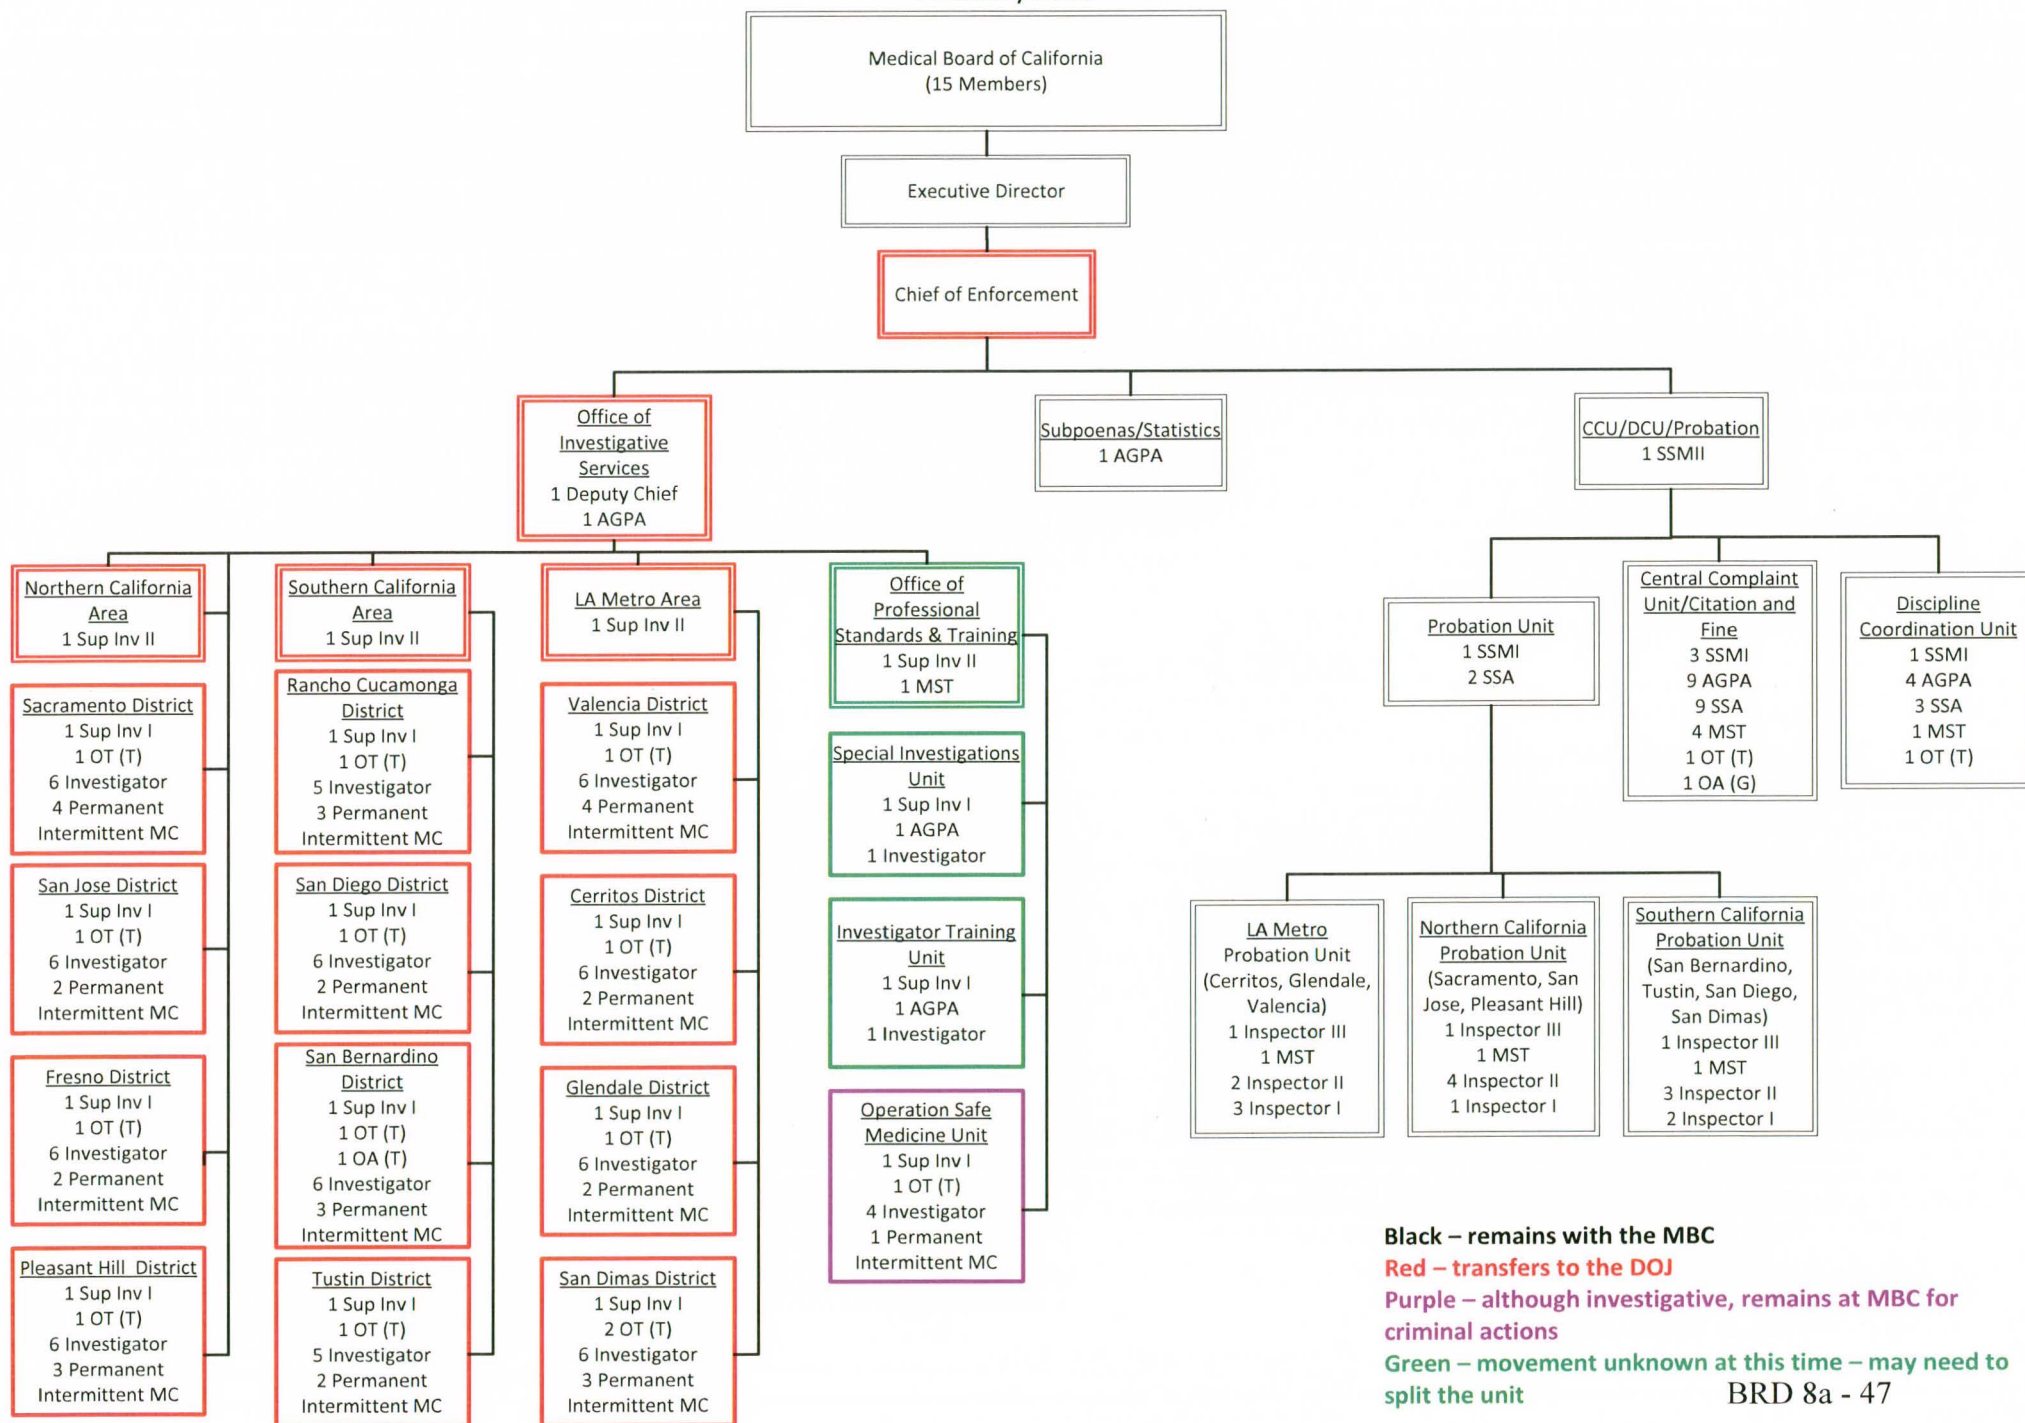 Medical Board of California
(15 Members)
Executive Director
Chief of Enforcement
Office of
Investigative
Services
1 Deputy Chief
1 AGPA
Subpoenas/Statistics
1 AGPA
CCU/DCU/Probation
1 SSMII
Northern California
Area
1 Sup Inv II
Sacramento District
1 Sup Inv I
1 OT (T)
6 Investigator
4 Permanent
Intermittent MC
San Jose District
1 Sup Inv I
1 OT (T)
6 Investigator
2 Permanent
Intermittent MC
Fresno District
1 Sup Inv I
1 OT (T)
6 Investigator
2 Permanent
Intermittent MC
Pleasant Hill District
1 Sup Inv I
1 OT (T)
6 Investigator
3 Permanent
Intermittent MC
Southern California
Area
1 Sup Inv II
Rancho Cucamonga
District
1 Sup Inv I
1 OT (T)
5 Investigator
3 Permanent
Intermittent MC
San Diego District
1 Sup Inv I
1 OT (T)
6 Investigator
2 Permanent
Intermittent MC
San Bernardino
District
1 Sup Inv I
1 OT (T)
1 OA (T)
6 Investigator
3 Permanent
Intermittent MC
Tustin District
1 Sup Inv I
1 OT (T)
5 Investigator
2 Permanent
Intermittent MC
LA Metro Area
1 Sup Inv II
Valencia District
1 Sup Inv I
1 OT (T)
6 Investigator
4 Permanent
Intermittent MC
Cerritos District
1 Sup Inv I
1 OT (T)
6 Investigator
2 Permanent
Intermittent MC
Glendale District
1 Sup Inv I
1 OT (T)
6 Investigator
2 Permanent
Intermittent MC
San Dimas District
1 Sup Inv I
2 OT (T)
6 Investigator
3 Permanent
Intermittent MC
Office of
Professional
Standards & Training
1 Sup Inv II
1 MST
Special Investigations
Unit
1 Sup Inv I
1 AGPA
1 Investigator
Investigator Training
Unit
1 Sup Inv I
1 AGPA
1 Investigator
Operation Safe
Medicine Unit
1 Sup Inv I
1 OT (T)
4 Investigator
1 Permanent
Intermittent MC
Probation Unit
1 SSMI
2 SSA
Central Complaint
Unit/Citation and
Fine
3 SSMI
9 AGPA
9 SSA
4 MST
1 OT (T)
1 OA (G)
Discipline
Coordination Unit
1 SSMI
4 AGPA
3 SSA
1 MST
1 OT (T)
LA Metro
Probation Unit
(Cerritos, Glendale,
Valencia)
1 Inspector III
1 MST
2 Inspector II
3 Inspector I
Northern California
Probation Unit
(Sacramento, San
Jose, Pleasant Hill)
1 Inspector III
1 MST
4 Inspector II
1 Inspector I
Southern California
Probation Unit
(San Bernardino,
Tustin, San Diego,
San Dimas)
1 Inspector III
1 MST
3 Inspector II
2 Inspector I
Black – remains with the MBC
Red – transfers to the DOJ
Purple – although investigative, remains at MBC for
criminal actions
Green – movement unknown at this time – may need to
split the unit
BRD 8a - 47